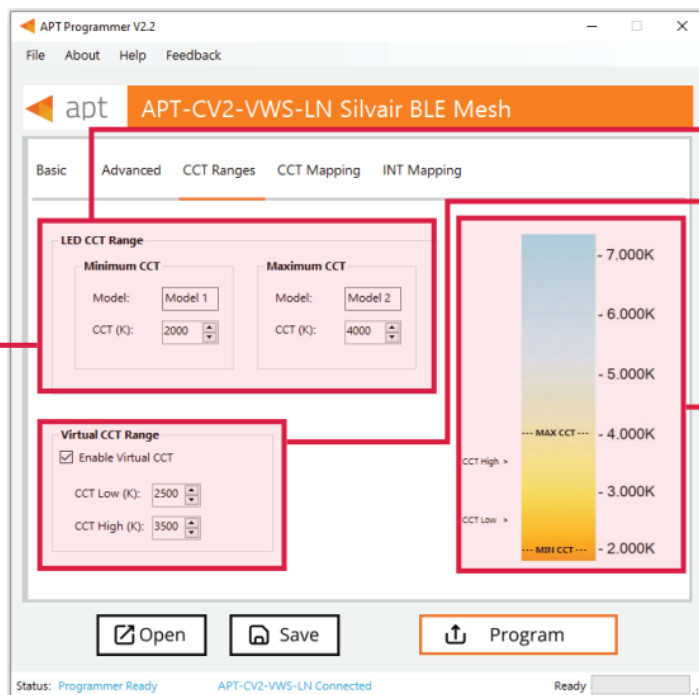 APT Programmer V2.2
File About Help Feedback
apt APT-CV2-VWS-LN Silvair BLE Mesh
Basic Advanced CCT Ranges CCT Mapping INT Mapping
LED CCT Range
Minimum CCT
Model: Model 1
CCT (K): 2000
Maximum CCT
Model: Model 2
CCT (K): 4000
Virtual CCT Range
Enable Virtual CCT
CCT Low (K): 2500
CCT High (K): 3500
- 7.000K
- 6.000K
- 5.000K
--- MAX CCT --- - 4.000K
CCT High >
- 3.000K
CCT Low >
--- MIN CCT --- - 2.000K
Open Save Program
Status: Programmer Ready APT-CV2-VWS-LN Connected Ready